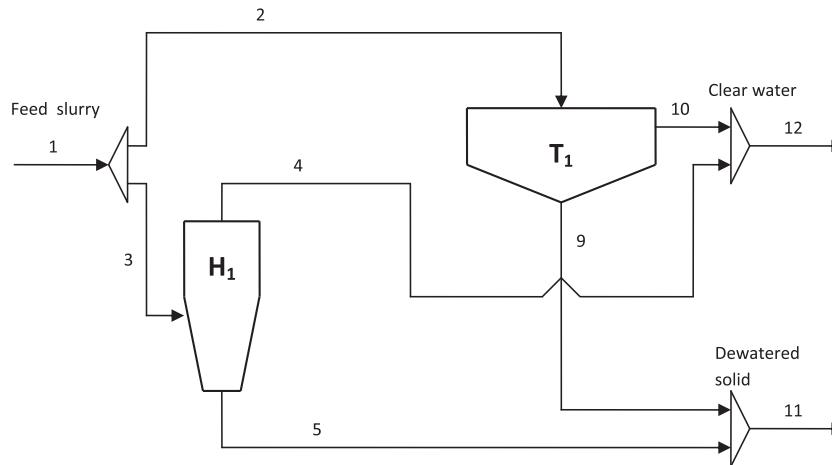 2
Feed slurry
1
3
4
H1
5
T1
9
10
Clear water
12
Dewatered
solid
11